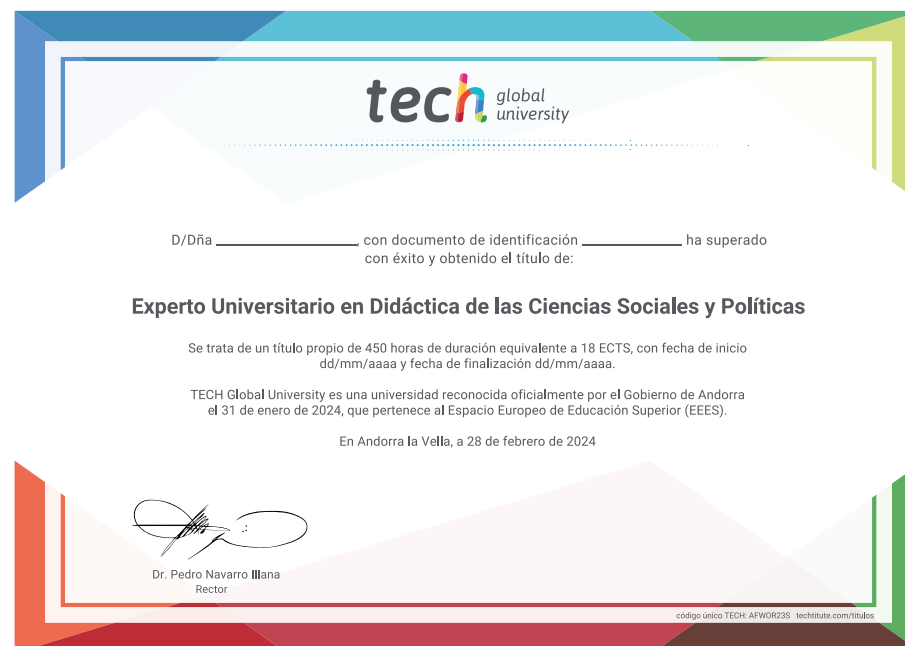 tech global university
D/Dña ____________, con documento de identificación ____________ ha superado
con éxito y obtenido el título de:
Experto Universitario en Didáctica de las Ciencias Sociales y Políticas
Se trata de un título propio de 450 horas de duración equivalente a 18 ECTS, con fecha de inicio
dd/mm/aaaa y fecha de finalización dd/mm/aaaa.
TECH Global University es una universidad reconocida oficialmente por el Gobierno de Andorra
el 31 de enero de 2024, que pertenece al Espacio Europeo de Educación Superior (EEES).
En Andorra la Vella, a 28 de febrero de 2024
Dr. Pedro Navarro Illana
Rector
código único TECH: AFWOR23S techtitute.com/titulos